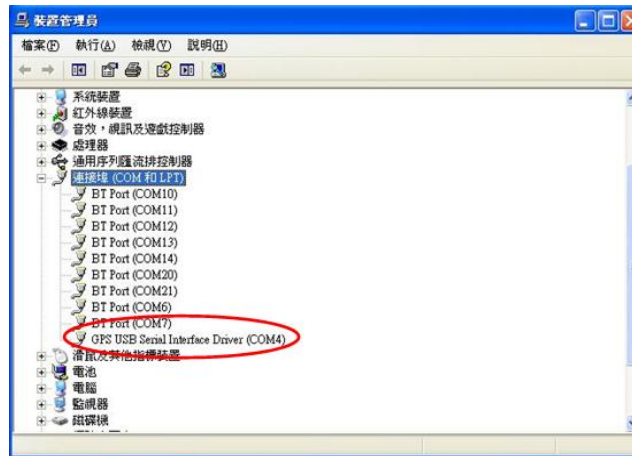 裝置管理員
檔案(F) 執行(A) 檢視(V) 說明(H)
系統裝置
紅外線裝置
音效，視訊及遊戲控制器
處理器
通用序列匯流排控制器
連接埠 (COM 和 LPT)
BT Port (COM10)
BT Port (COM11)
BT Port (COM12)
BT Port (COM13)
BT Port (COM14)
BT Port (COM20)
BT Port (COM21)
BT Port (COM6)
BT Port (COM7)
GPS USB Serial Interface Driver (COM4)
滑鼠及其他指標裝置
電池
電腦
監視器
磁碟機